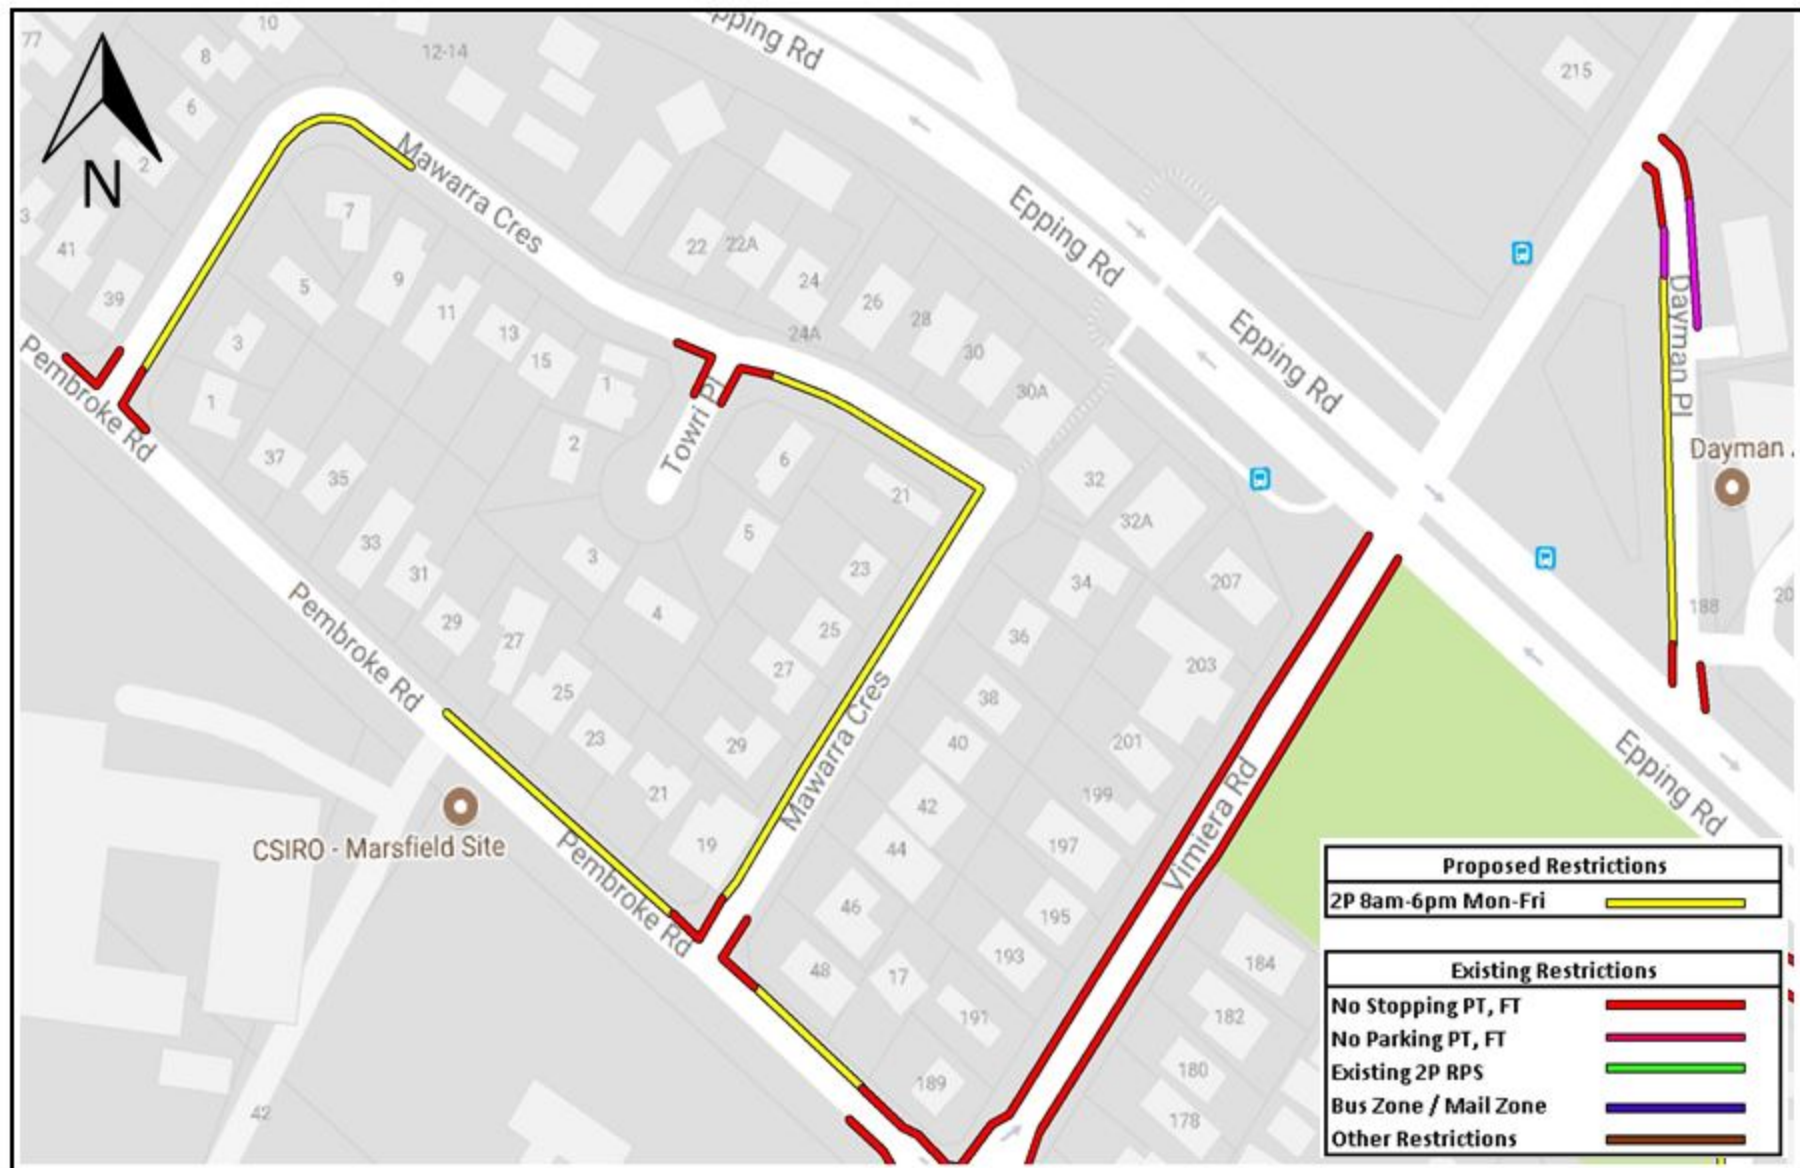 10
77
8
12-14
pping Rd
215
6
N
2
3
41
39
Mawarra Cres
7
9
5
11
13
15
3
1
37
35
33
31
29
27
25
23
21
19
1
2
Towri Pl
3
4
5
6
21
23
25
27
29
22
22A
24
24A
26
28
30
30A
Epping Rd
Epping Rd
Pembroke Rd
Pembroke Rd
Pembroke Rd
Mawarra Cres
32
32A
34
36
38
40
42
44
46
48
17
207
203
201
199
197
195
193
191
189
Vimiera Rd
184
182
180
178
Dayman Pl
Dayman .
188
20
Epping Rd
CSIRO - Marsfield Site
42
Proposed Restrictions
2P 8am-6pm Mon-Fri
Existing Restrictions
No Stopping PT, FT
No Parking PT, FT
Existing 2P RPS
Bus Zone / Mail Zone
Other Restrictions